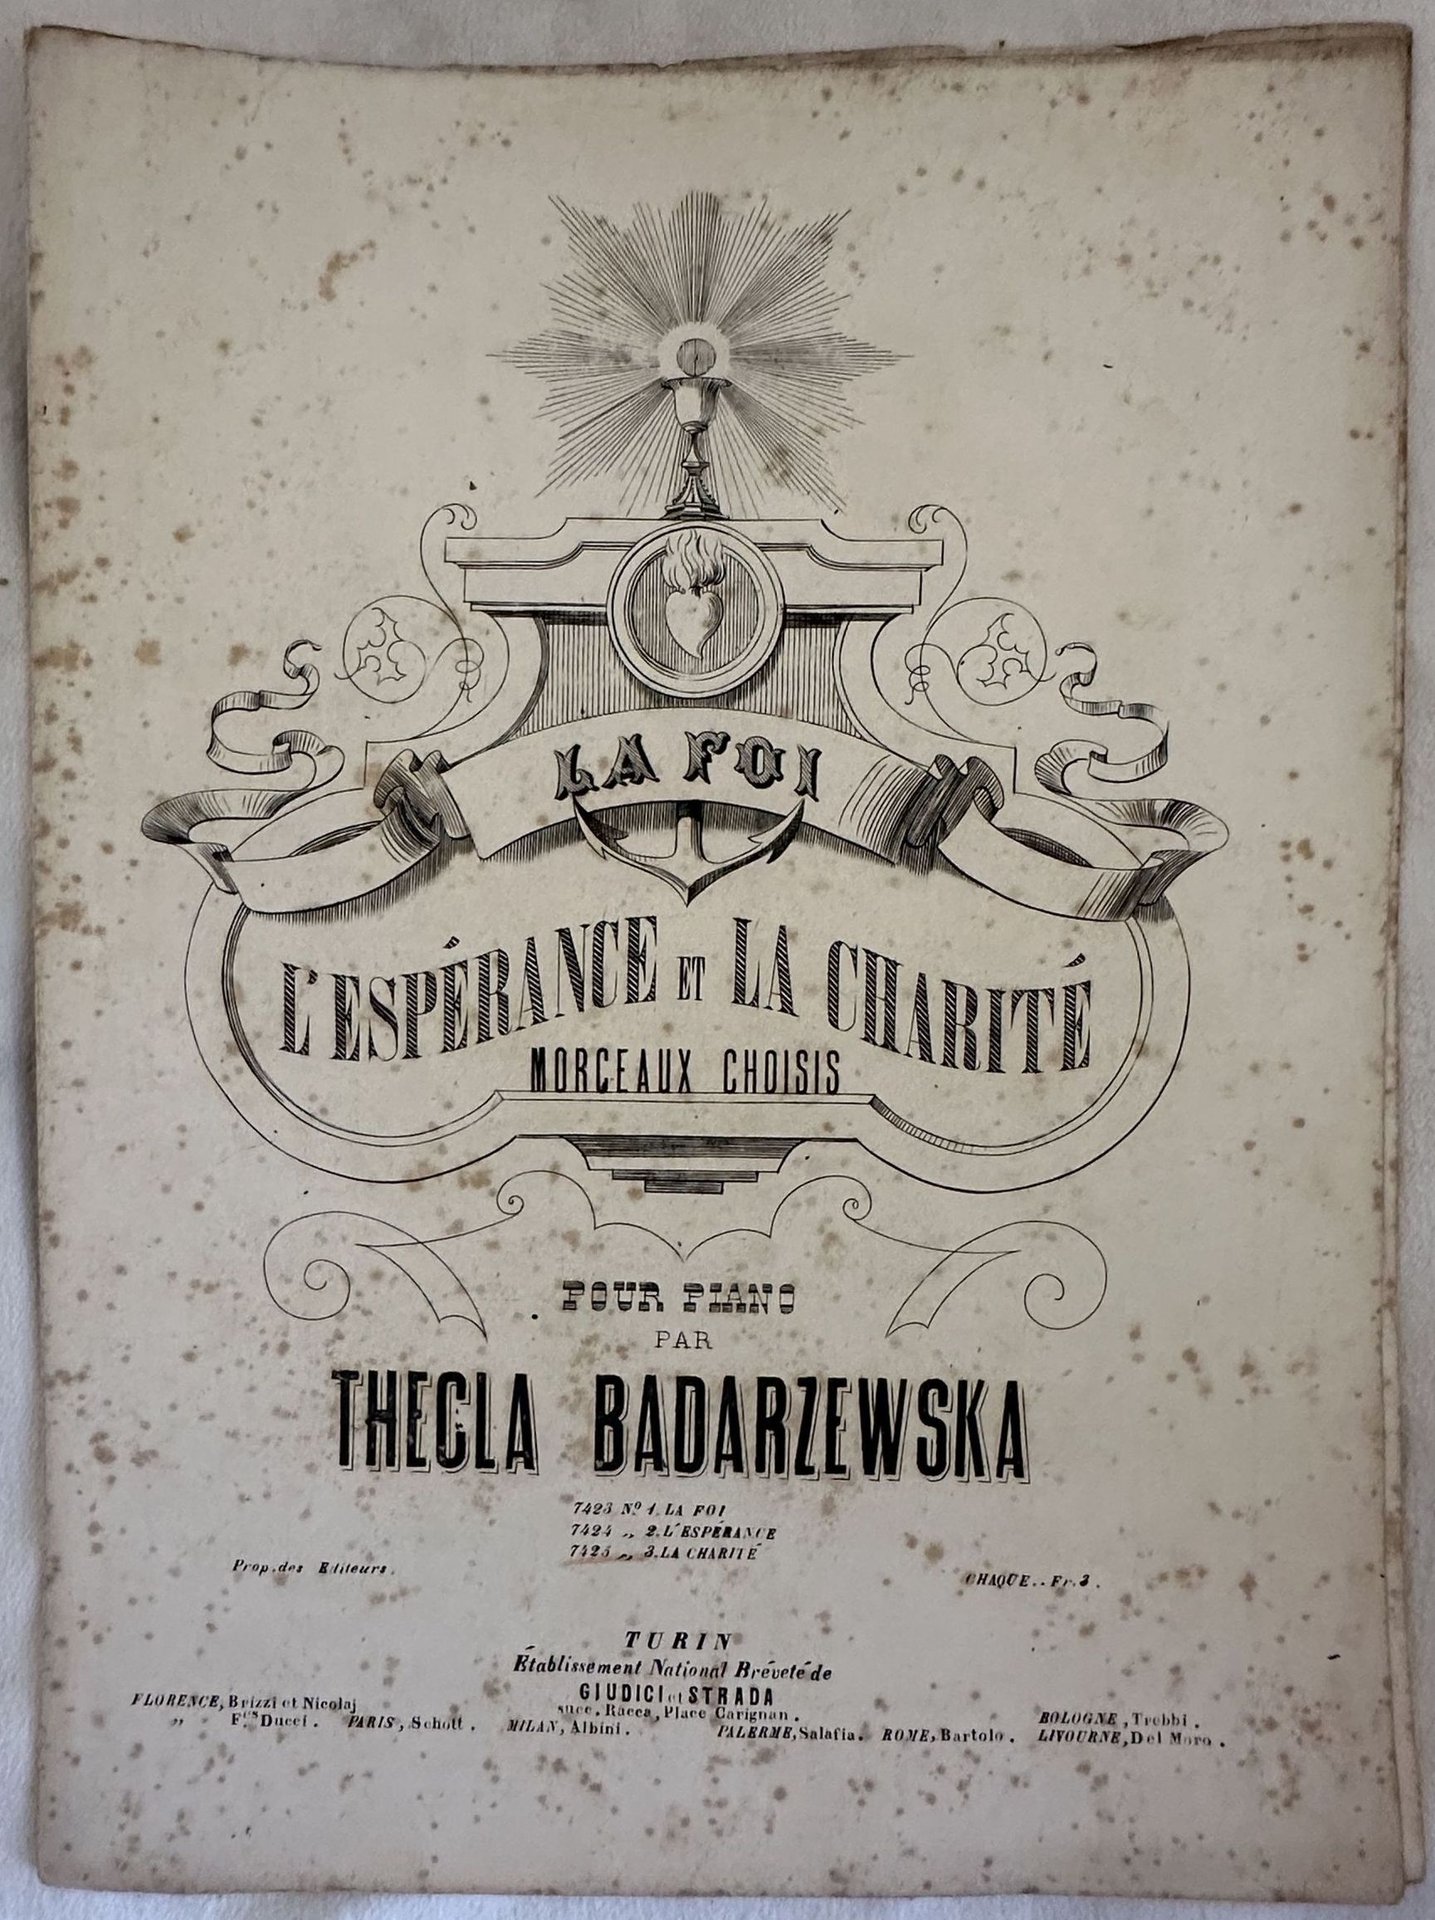 LA FOI
L'ESPÉRANCE ET LA CHARITÉ
MORCEAUX CHOISIS
POUR PIANO
PAR
THECLA BADARZEWSKA
7423 Nº 1. LA FOI
7424 „ 2. L'ESPÉRANCE
7425 „ 3. LA CHARITÉ
Prop. des Editeurs.
CHAQUE.. Fr. 3.
TURIN
Établissement National Bréveté de
GIUDICI et STRADA
succ. Racca, Place Carignan.
FLORENCE, Brizzi et Nicolaj
„ F.cs Ducci. PARIS, Schott. MILAN, Albini. PALERME, Salafia. ROME, Bartolo.
BOLOGNE, Trebbi.
LIVOURNE, Del Moro.